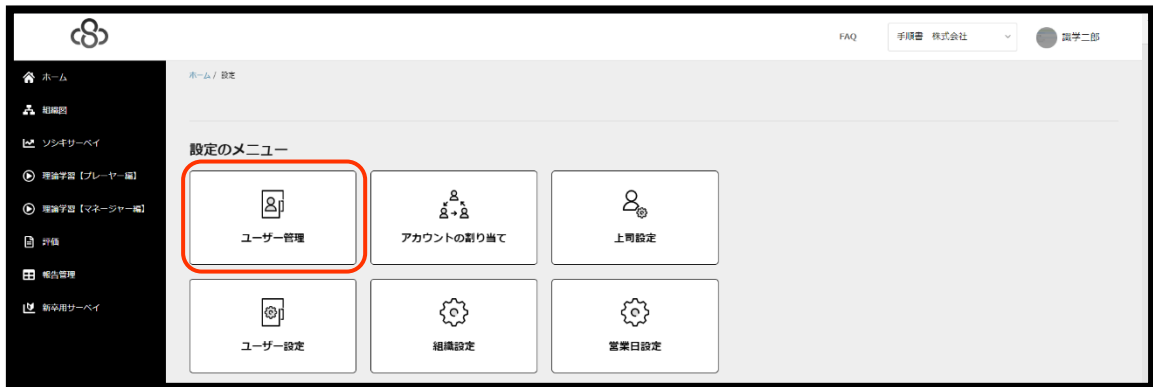 FAQ
手順書 株式会社
識学二郎
ホーム
組織図
ソシキサーベイ
理論学習【プレーヤー編】
理論学習【マネージャー編】
評価
報告管理
新卒用サーベイ
ホーム / 設定
設定のメニュー
ユーザー管理
アカウントの割り当て
上司設定
ユーザー設定
組織設定
営業日設定